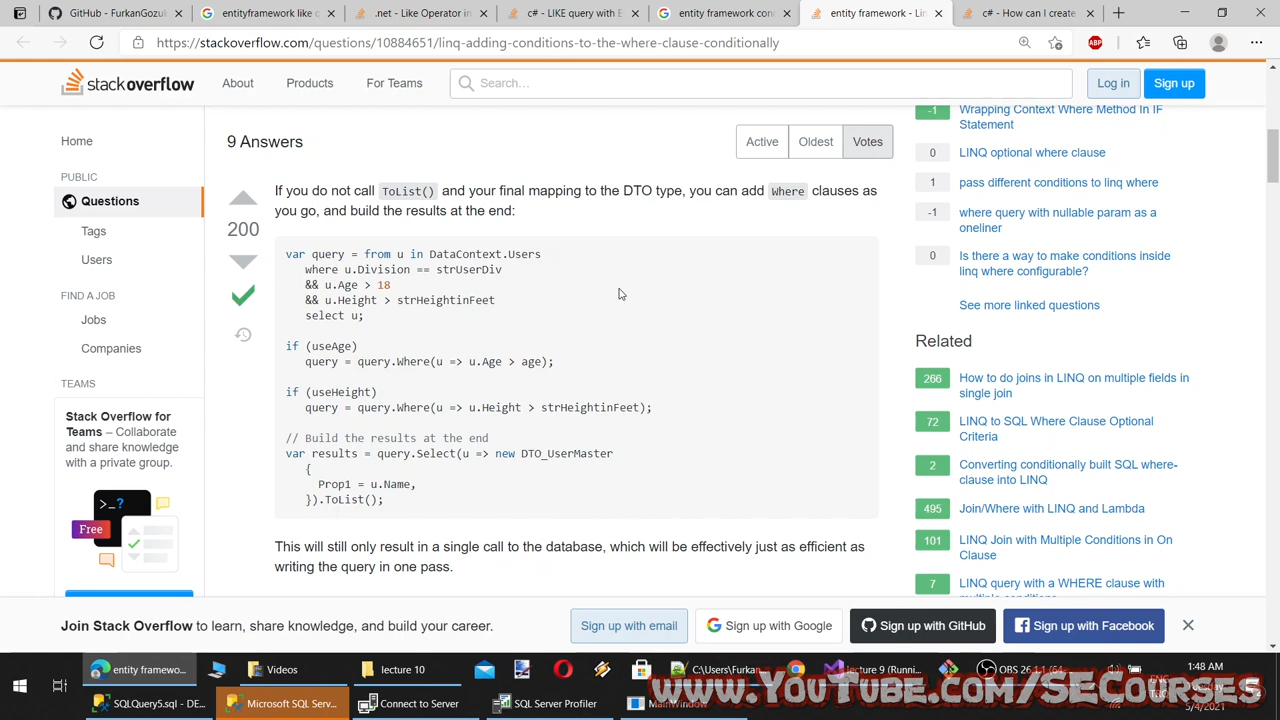 GitHub - FurkanGozuk
entityframework like c
.net - Like Operator in
c# - LIKE query with E
entity framework con
entity framework - Lin
c# - How can I create
https://stackoverflow.com/questions/10884651/linq-adding-conditions-to-the-where-clause-conditionally
ABP
stackoverflow
About
Products
For Teams
Search...
Log in
Sign up
Home
PUBLIC
Questions
Tags
Users
FIND A JOB
Jobs
Companies
TEAMS
Stack Overflow for
Teams – Collaborate
and share knowledge
with a private group.
>_?
Free
9 Answers
Active
Oldest
Votes
200
If you do not call ToList() and your final mapping to the DTO type, you can add Where clauses as
you go, and build the results at the end:
var query = from u in DataContext.Users
where u.Division == strUserDiv
&& u.Age > 18
&& u.Height > strHeightinFeet
select u;
if (useAge)
query = query.Where(u => u.Age > age);
if (useHeight)
query = query.Where(u => u.Height > strHeightinFeet);
// Build the results at the end
var results = query.Select(u => new DTO_UserMaster
{
Prop1 = u.Name,
}).ToList();
This will still only result in a single call to the database, which will be effectively just as efficient as
writing the query in one pass.
-1 Wrapping Context Where Method In IF
Statement
0 LINQ optional where clause
1 pass different conditions to linq where
-1 where query with nullable param as a
oneliner
0 Is there a way to make conditions inside
linq where configurable?
See more linked questions
Related
266 How to do joins in LINQ on multiple fields in
single join
72 LINQ to SQL Where Clause Optional
Criteria
2 Converting conditionally built SQL where-
clause into LINQ
495 Join/Where with LINQ and Lambda
101 LINQ Join with Multiple Conditions in On
Clause
7 LINQ query with a WHERE clause with
multiple conditions
Join Stack Overflow to learn, share knowledge, and build your career.
Sign up with email
Sign up with Google
Sign up with GitHub
Sign up with Facebook
entity framewo...
Videos
lecture 10
C:\Users\Furkan
lecture 9 (Runni...
OBS 26.1.1 (64
1:48 AM
ENG
SQLQuery5.sql - DE...
Microsoft SQL Serv...
Connect to Server
SQL Server Profiler
MainWindow
5/4/2021
www.YouTube.com/SECourses